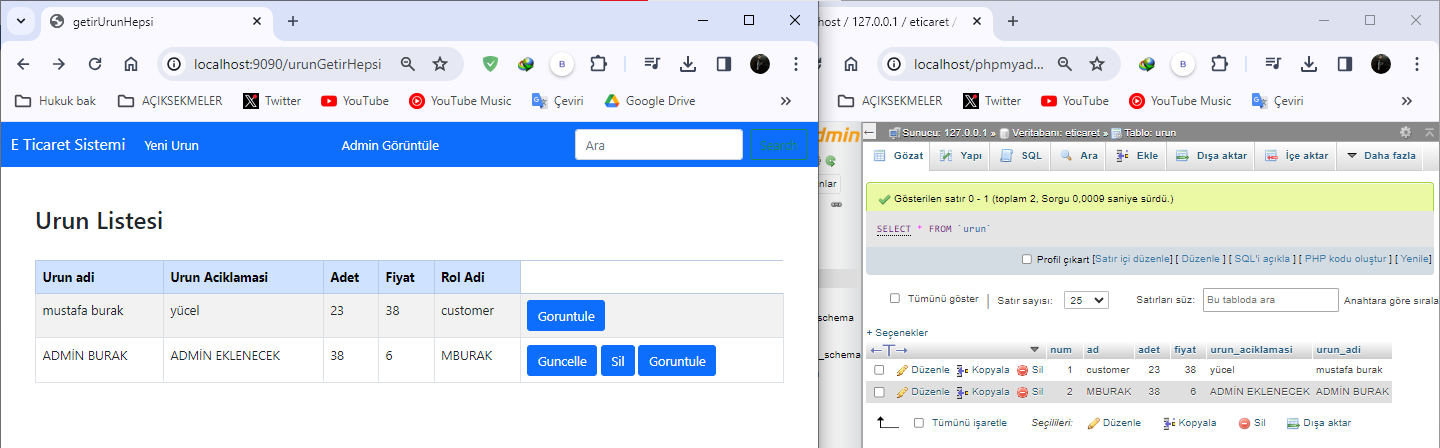 getirUrunHepsi
localhost:9090/urunGetirHepsi
Hukuk bak AÇIKSEKMELER Twitter YouTube YouTube Music Çeviri Google Drive
E Ticaret Sistemi Yeni Urun Admin Görüntüle Ara
Urun Listesi
Urun adi Urun Aciklamasi Adet Fiyat Rol Adi
mustafa burak yücel 23 38 customer Goruntule
ADMİN BURAK ADMİN EKLENECEK 38 6 MBURAK Guncelle Sil Goruntule
host / 127.0.0.1 / eticaret /
localhost/phpmyad...
AÇIKSEKMELER Twitter YouTube YouTube Music Çeviri
dmin
nlar
schema
_schema
Sunucu: 127.0.0.1 » Veritabanı: eticaret » Tablo: urun
Gözat Yapı SQL Ara Ekle Dışa aktar İçe aktar Daha fazla
Gösterilen satır 0 - 1 (toplam 2, Sorgu 0,0009 saniye sürdü.)
SELECT * FROM `urun`
Profil çıkart [Satır içi düzenle] [ Düzenle ] [ SQL'i açıkla ] [ PHP kodu oluştur ] [ Yenile]
Tümünü göster Satır sayısı: 25 Satırları süz: Bu tabloda ara Anahtara göre sırala
+ Seçenekler
←T→ num ad adet fiyat urun_aciklamasi urun_adi
Düzenle Kopyala Sil 1 customer 23 38 yücel mustafa burak
Düzenle Kopyala Sil 2 MBURAK 38 6 ADMİN EKLENECEK ADMİN BURAK
Tümünü işaretle Seçilileri: Düzenle Kopyala Sil Dışa aktar